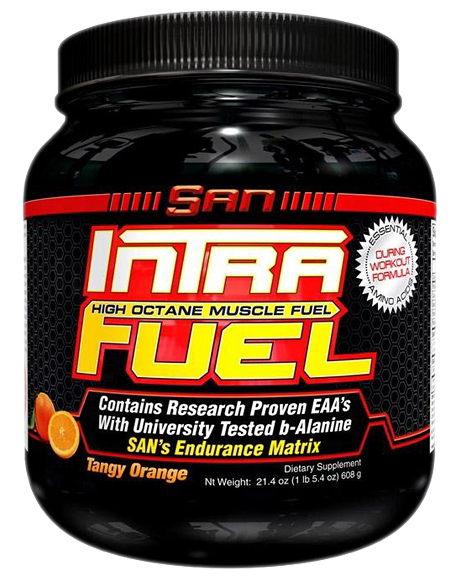 SAN
INTRA
HIGH OCTANE MUSCLE FUEL
FUEL
ESSENTIAL
DURING
WORKOUT
FORMULA
AMINO ACIDS
Contains Research Proven EAA's
With University Tested b-Alanine
SAN's Endurance Matrix
Tangy Orange
Dietary Supplement
Nt Weight: 21.4 oz (1 lb 5.4 oz) 608 g